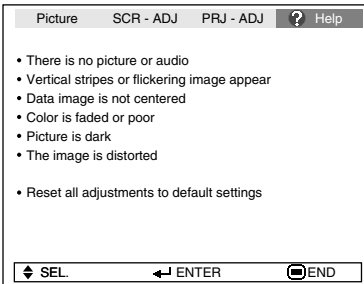 Picture SCR - ADJ PRJ - ADJ ? Help
• There is no picture or audio
• Vertical stripes or flickering image appear
• Data image is not centered
• Color is faded or poor
• Picture is dark
• The image is distorted
• Reset all adjustments to default settings
SEL. ENTER END